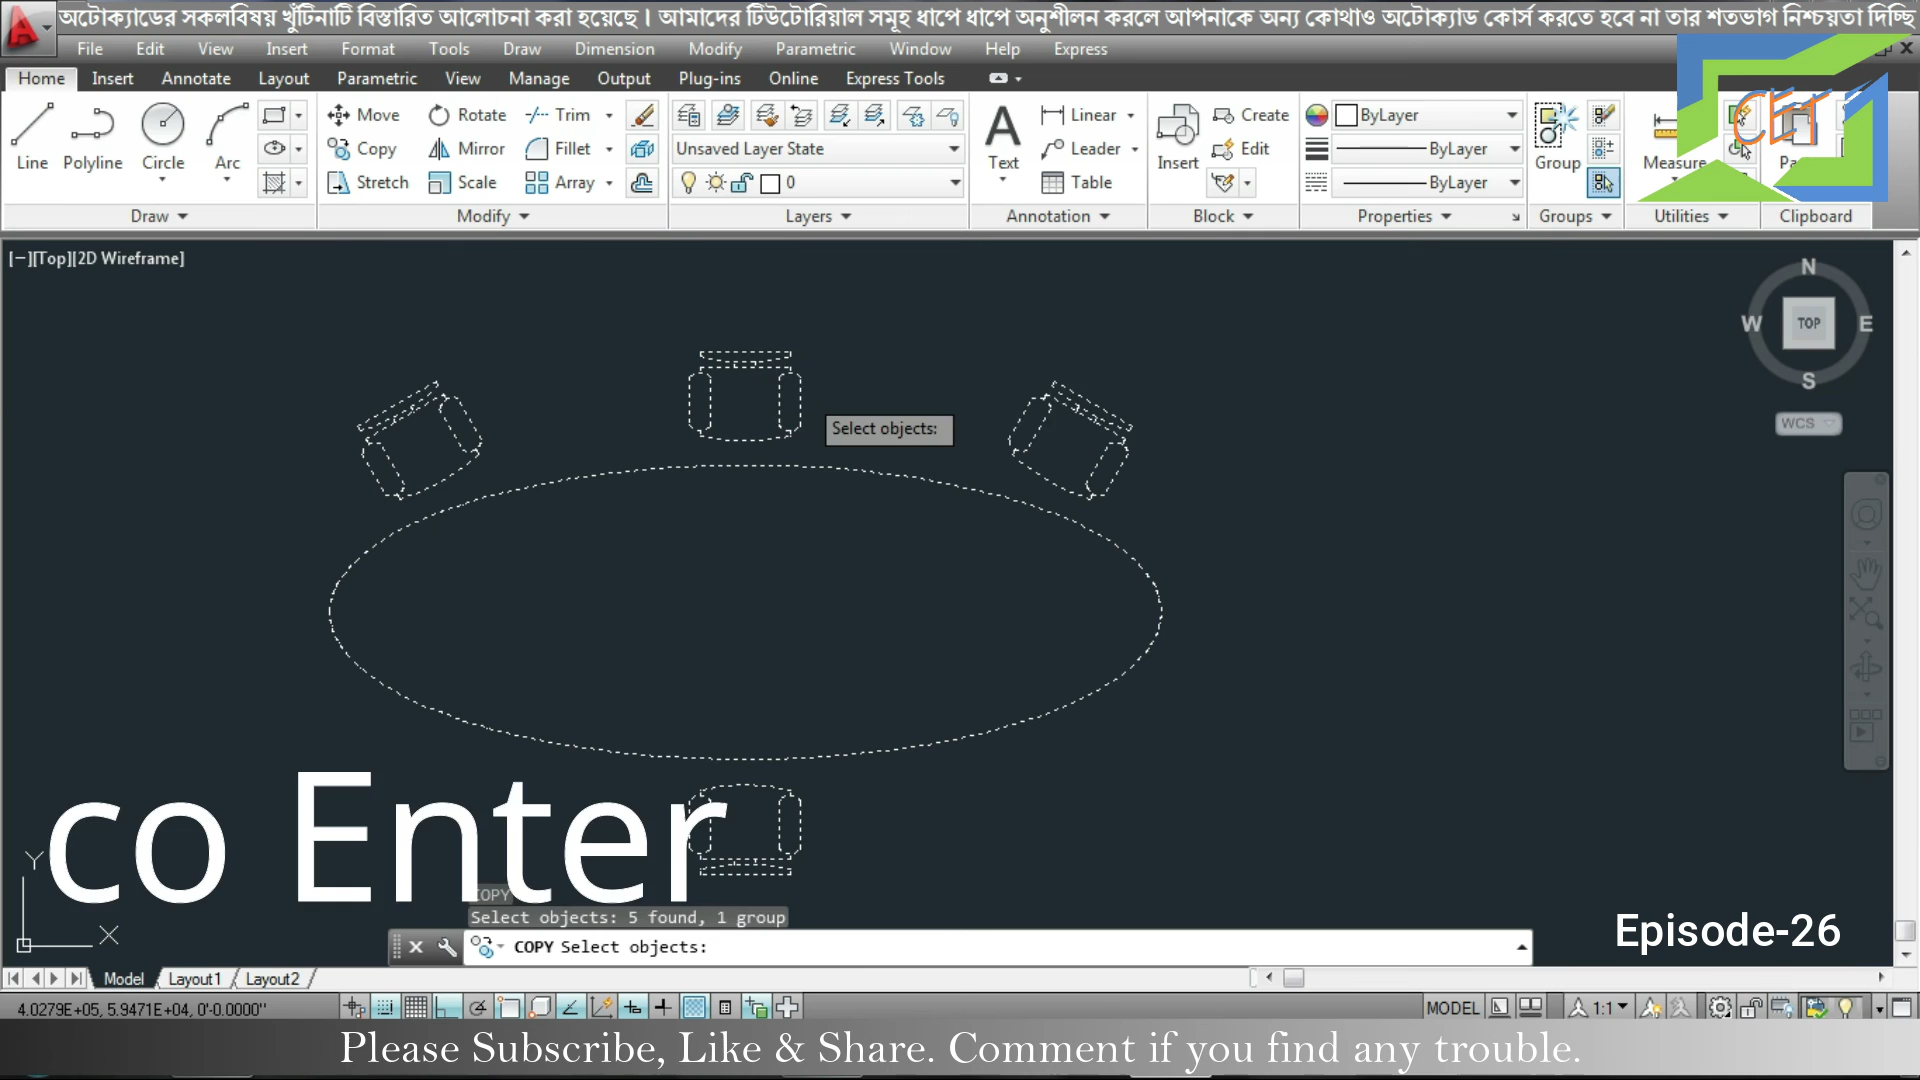 অটোক্যাডের সকলবিষয় খুঁটিনাটি বিস্তারিত আলোচনা করা হয়েছে। আমাদের টিউটোরিয়াল সমূহ ধাপে ধাপে অনুশীলন করলে আপনাকে অন্য কোথাও অটোক্যাড কোর্স করতে হবে না তার শতভাগ নিশ্চয়তা দিচ্ছি
File Edit View Insert Format Tools Draw Dimension Modify Parametric Window Help Express
Home Insert Annotate Layout Parametric View Manage Output Plug-ins Online Express Tools
Move Rotate Trim Linear Create ByLayer
Copy Mirror Fillet Unsaved Layer State Leader Edit ByLayer
Line Polyline Circle Arc Text Insert Group Measure
Stretch Scale Array 0 Table ByLayer
Draw Modify Layers Annotation Block Properties Groups Utilities Clipboard
CET
[−][Top][2D Wireframe]
N
W TOP E
S
WCS
Select objects:
co Enter
Y
X
COPY
Select objects: 5 found, 1 group
COPY Select objects:
Episode-26
Model Layout1 Layout2
4.0279E+05, 5.9471E+04, 0'-0.0000"
MODEL 1:1
Please Subscribe, Like & Share. Comment if you find any trouble.